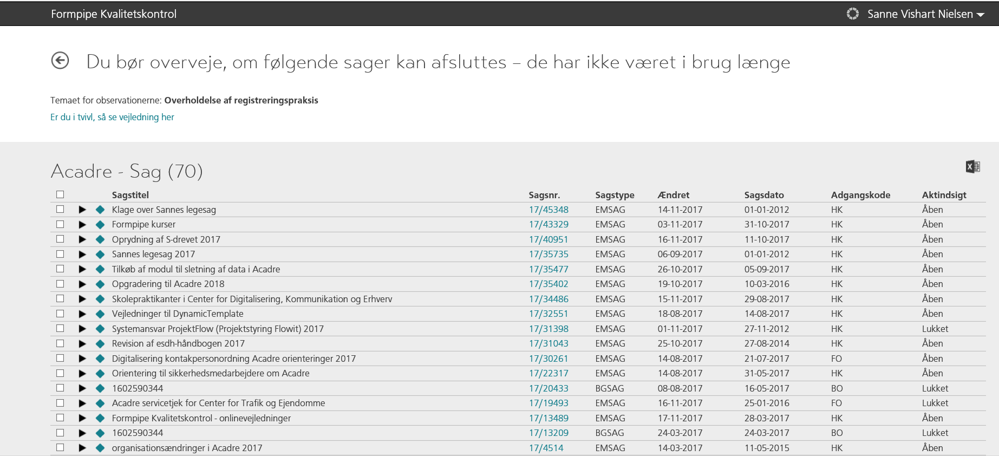 Formpipe Kvalitetskontrol Sanne Vishart Nielsen
Du bør overveje, om følgende sager kan afsluttes – de har ikke været i brug længe
Temaet for observationerne: Overholdelse af registreringspraksis
Er du i tvivl, så se vejledning her
Acadre - Sag (70)
Sagstitel Sagsnr. Sagstype Ændret Sagsdato Adgangskode Aktindsigt
Klage over Sannes legesag 17/45348 EMSAG 14-11-2017 01-01-2012 HK Åben
Formpipe kurser 17/43329 EMSAG 03-11-2017 31-10-2017 HK Åben
Oprydning af S-drevet 2017 17/40951 EMSAG 16-11-2017 11-10-2017 HK Åben
Sannes legesag 2017 17/35735 EMSAG 06-09-2017 01-01-2012 HK Åben
Tilkøb af modul til sletning af data i Acadre 17/35477 EMSAG 26-10-2017 05-09-2017 HK Åben
Opgradering til Acadre 2018 17/35402 EMSAG 19-10-2017 10-03-2016 HK Åben
Skolepraktikanter i Center for Digitalisering, Kommunikation og Erhverv 17/34486 EMSAG 15-11-2017 29-08-2017 HK Åben
Vejledninger til DynamicTemplate 17/32551 EMSAG 18-08-2017 14-08-2017 HK Åben
Systemansvar ProjektFlow (Projektstyring Flowit) 2017 17/31398 EMSAG 01-11-2017 27-11-2012 HK Lukket
Revision af esdh-håndbogen 2017 17/31043 EMSAG 25-10-2017 27-08-2014 HK Åben
Digitalisering kontakpersonordning Acadre orienteringer 2017 17/30261 EMSAG 14-08-2017 21-07-2017 FO Åben
Orientering til sikkerhedsmedarbejdere om Acadre 17/22317 EMSAG 14-08-2017 31-05-2017 HK Åben
1602590344 17/20433 BGSAG 08-08-2017 16-05-2017 BO Lukket
Acadre servicetjek for Center for Trafik og Ejendomme 17/19493 EMSAG 16-11-2017 25-01-2016 FO Lukket
Formpipe Kvalitetskontrol - onlinevejledninger 17/13489 EMSAG 17-11-2017 28-03-2017 HK Åben
1602590344 17/13209 BGSAG 24-03-2017 24-03-2017 BO Lukket
organisationsændringer i Acadre 2017 17/4514 EMSAG 14-03-2017 11-05-2015 HK Åben